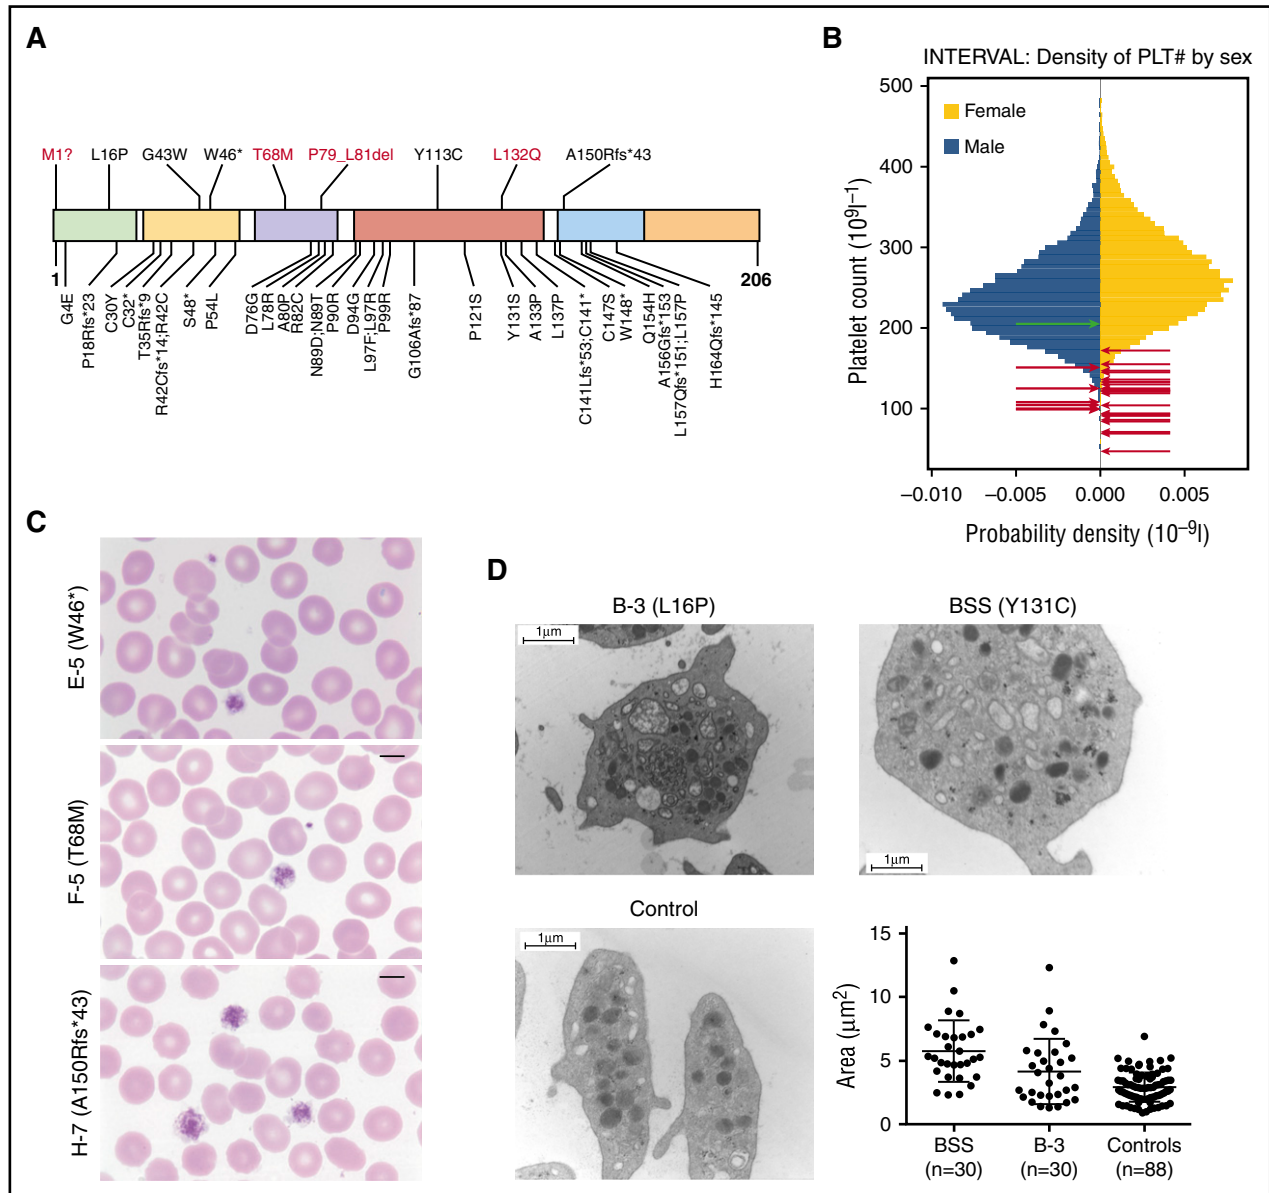 A
M1?
L16P
G43W
W46*
T68M
P79_L81del
Y113C
L132Q
A150Rfs*43
1
206
G4E
P18Rfs*23
C30Y
C32*
T35Rfs*9
R42Cfs*14;R42C
S48*
P54L
D76G
L78R
A80P
R82C
N89D;N89T
P90R
D94G
L97F;L97R
P99R
G106Afs*87
P121S
Y131S
A133P
L137P
C141Lfs*53;C141*
C147S
W148*
Q154H
A156Gfs*153
L157Qfs*151;L157P
H164Qfs*145
B
INTERVAL: Density of PLT# by sex
Female
Male
Platelet count (10⁹l–1)
500
400
300
200
100
–0.010
–0.005
0.000
0.005
Probability density (10⁻⁹l)
C
E-5 (W46*)
F-5 (T68M)
H-7 (A150Rfs*43)
D
B-3 (L16P)
1µm
BSS (Y131C)
1µm
Control
1µm
Area (µm²)
15
10
5
0
BSS
(n=30)
B-3
(n=30)
Controls
(n=88)